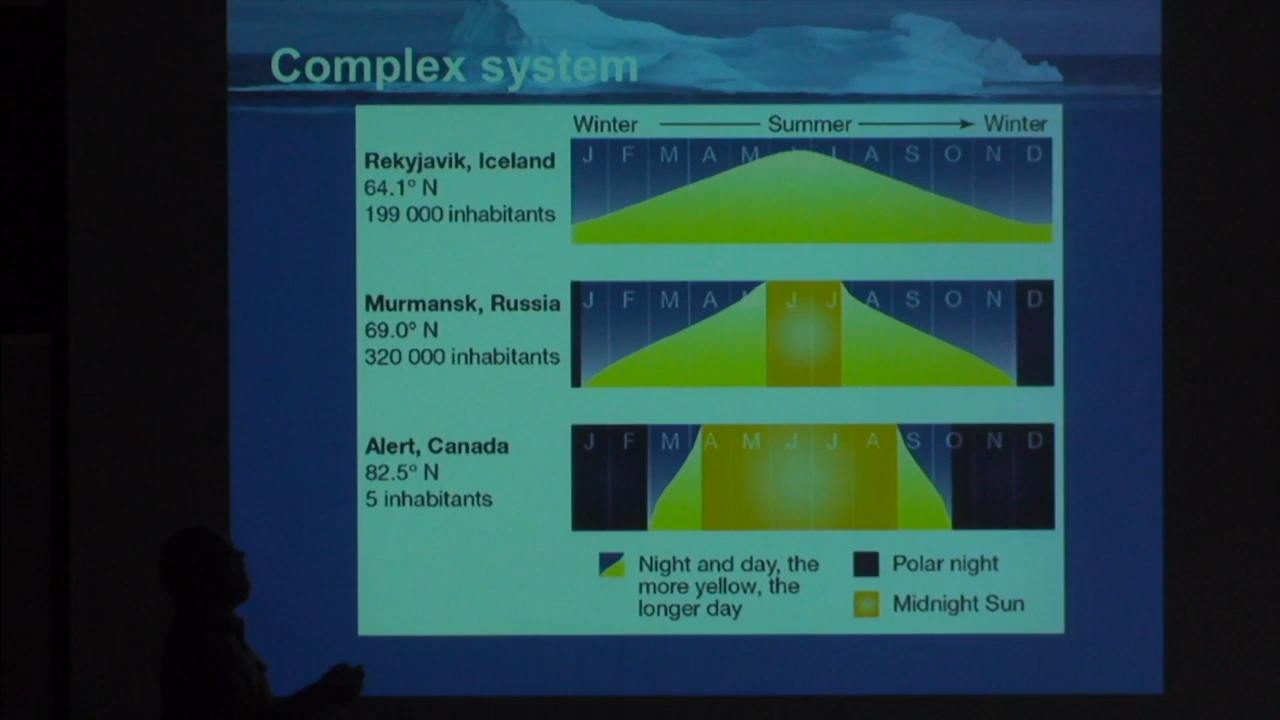 Complex system
Winter Summer Winter
Rekyjavik, Iceland
64.1° N
199 000 inhabitants
J F M A M J J A S O N D
Murmansk, Russia
69.0° N
320 000 inhabitants
J F M A M J J A S O N D
Alert, Canada
82.5° N
5 inhabitants
J F M A M J J A S O N D
Night and day, the
more yellow, the
longer day
Polar night
Midnight Sun